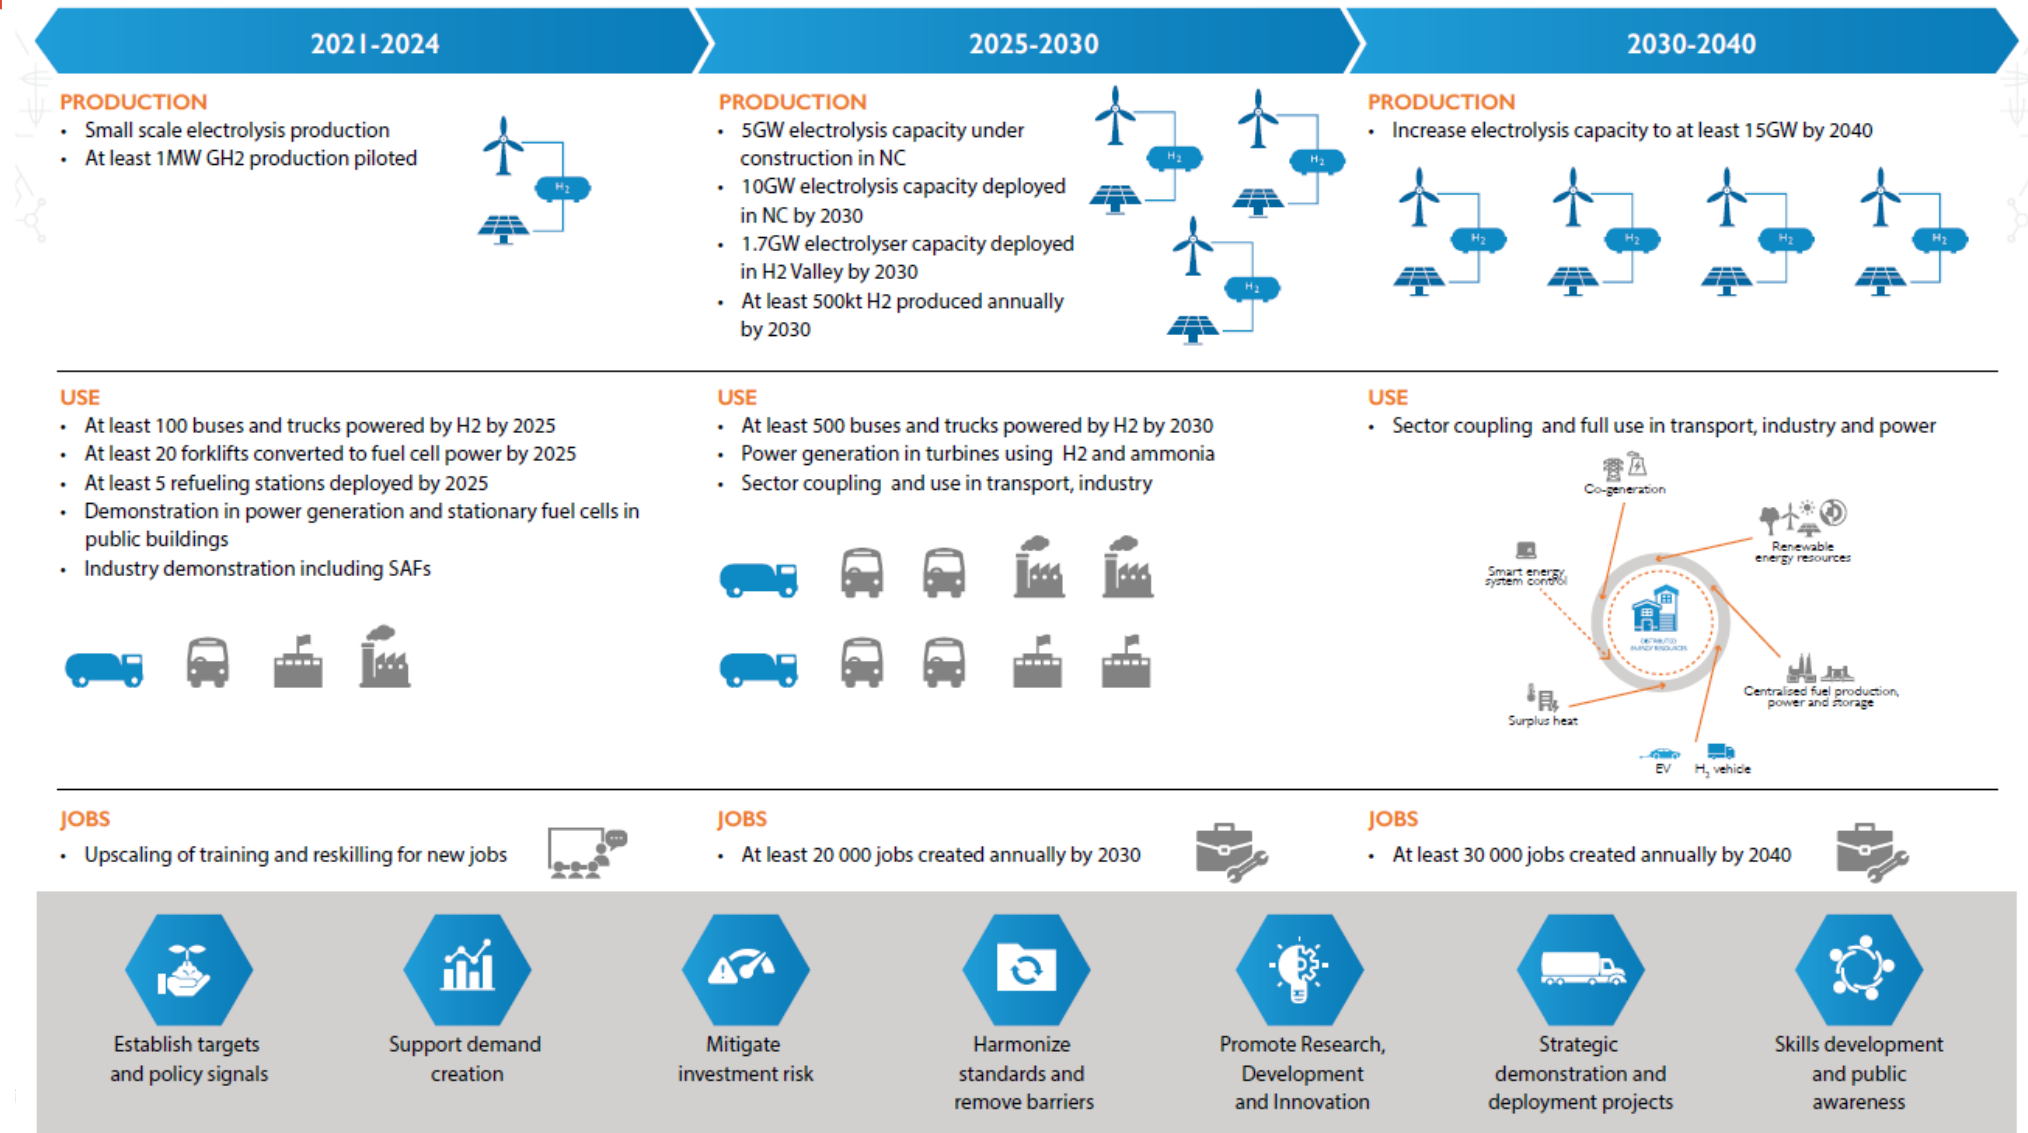 2021-2024
2025-2030
2030-2040
PRODUCTION
• Small scale electrolysis production
• At least 1MW GH2 production piloted
H2
PRODUCTION
• 5GW electrolysis capacity under
construction in NC
• 10GW electrolysis capacity deployed
in NC by 2030
• 1.7GW electrolyser capacity deployed
in H2 Valley by 2030
• At least 500kt H2 produced annually
by 2030
H2
H2
H2
PRODUCTION
• Increase electrolysis capacity to at least 15GW by 2040
H2
H2
H2
H2
USE
• At least 100 buses and trucks powered by H2 by 2025
• At least 20 forklifts converted to fuel cell power by 2025
• At least 5 refueling stations deployed by 2025
• Demonstration in power generation and stationary fuel cells in
public buildings
• Industry demonstration including SAFs
USE
• At least 500 buses and trucks powered by H2 by 2030
• Power generation in turbines using H2 and ammonia
• Sector coupling and use in transport, industry
USE
• Sector coupling and full use in transport, industry and power
Co-generation
Renewable
energy resources
Smart energy
system control
DISTRIBUTED
ENERGY RESOURCES
Centralised fuel production,
power and storage
Surplus heat
EV
H2 vehicle
JOBS
• Upscaling of training and reskilling for new jobs
JOBS
• At least 20 000 jobs created annually by 2030
JOBS
• At least 30 000 jobs created annually by 2040
Establish targets
and policy signals
Support demand
creation
Mitigate
investment risk
Harmonize
standards and
remove barriers
Promote Research,
Development
and Innovation
Strategic
demonstration and
deployment projects
Skills development
and public
awareness